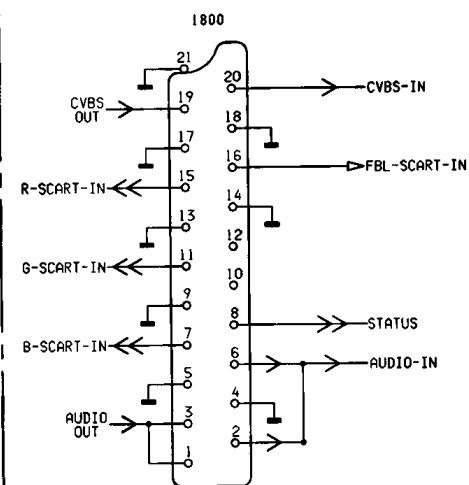 1800
21
20
CVBS-IN
CVBS
OUT
19
18
17
16
FBL-SCART-IN
R-SCART-IN
15
14
13
12
G-SCART-IN
11
10
9
8
STATUS
B-SCART-IN
7
6
AUDIO-IN
5
4
AUDIO
OUT
3
2
1